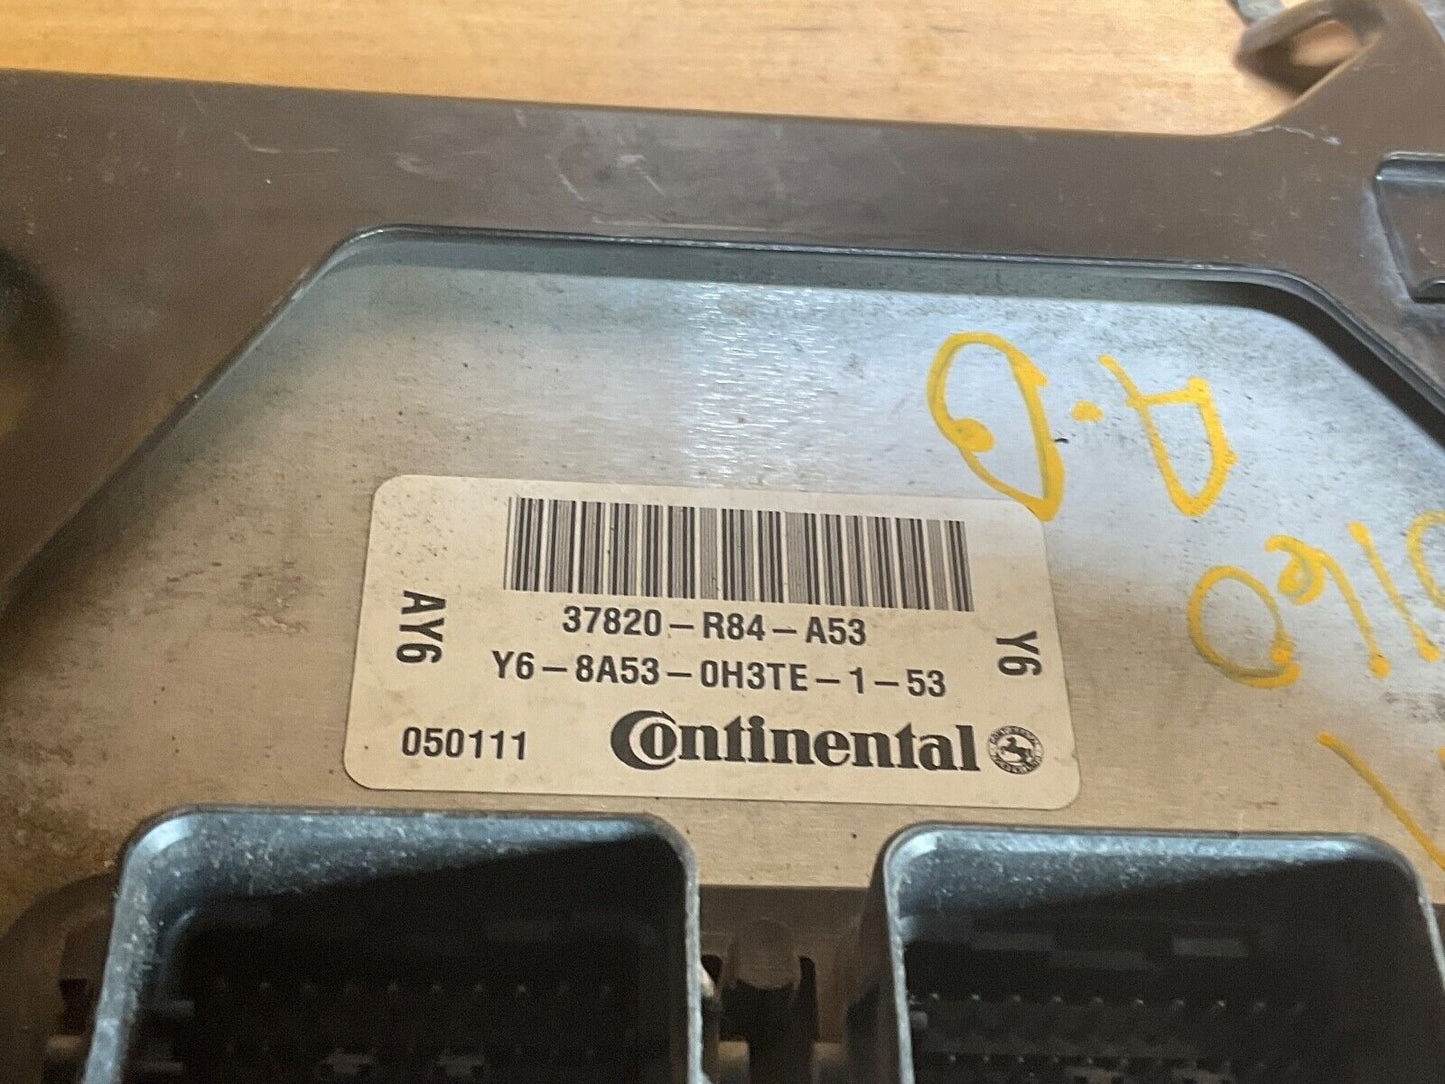 37820-R84-A53
Y6-8A53-0H3TE-1-53
AY6
Y6
050111
Continental